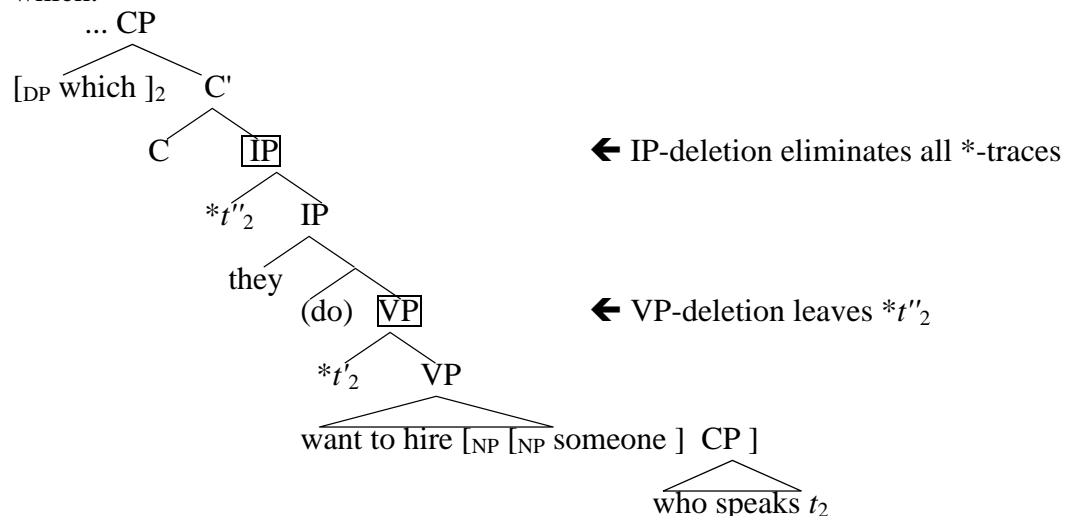 ... CP
[DP which ]2 C'
C IP 🡸 IP-deletion eliminates all *-traces
*t''2 IP
they
(do) VP 🡸 VP-deletion leaves *t''2
*t'2 VP
want to hire [NP [NP someone ] CP ]
who speaks t2